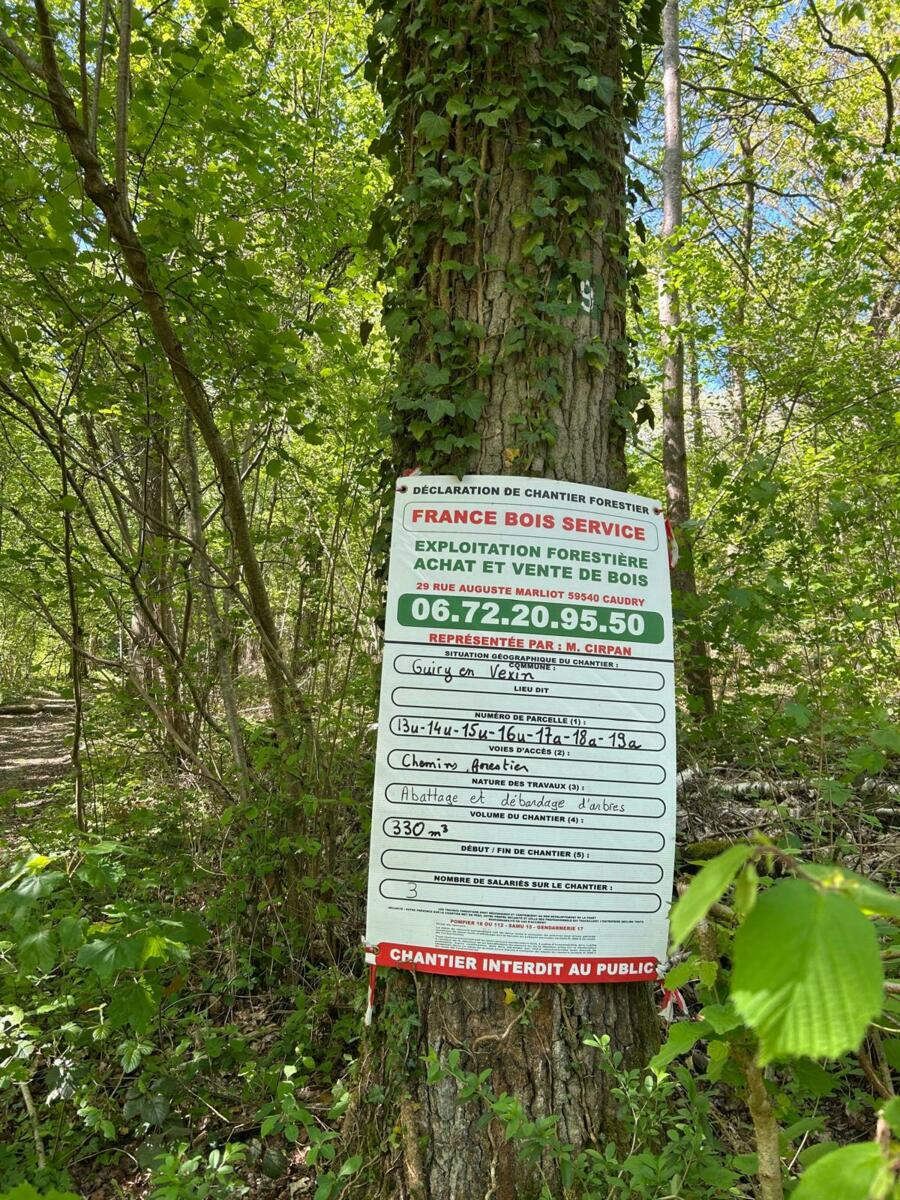 9
DÉCLARATION DE CHANTIER FORESTIER
FRANCE BOIS SERVICE
EXPLOITATION FORESTIÈRE
ACHAT ET VENTE DE BOIS
29 RUE AUGUSTE MARLIOT 59540 CAUDRY
06.72.20.95.50
REPRÉSENTÉE PAR : M. CIRPAN
SITUATION GÉOGRAPHIQUE DU CHANTIER :
COMMUNE :
Guiry en Vexin
LIEU DIT
NUMÉRO DE PARCELLE (1) :
13u-14u-15u-16u-17a-18a-19a
VOIES D'ACCÈS (2) :
Chemins forestier
NATURE DES TRAVAUX (3) :
Abattage et débardage d'arbres
VOLUME DU CHANTIER (4) :
330 m³
DÉBUT / FIN DE CHANTIER (5) :
NOMBRE DE SALARIÉS SUR LE CHANTIER :
3
POMPIER 18 OU 112 - SAMU 15 - GENDARMERIE 17
CHANTIER INTERDIT AU PUBLIC